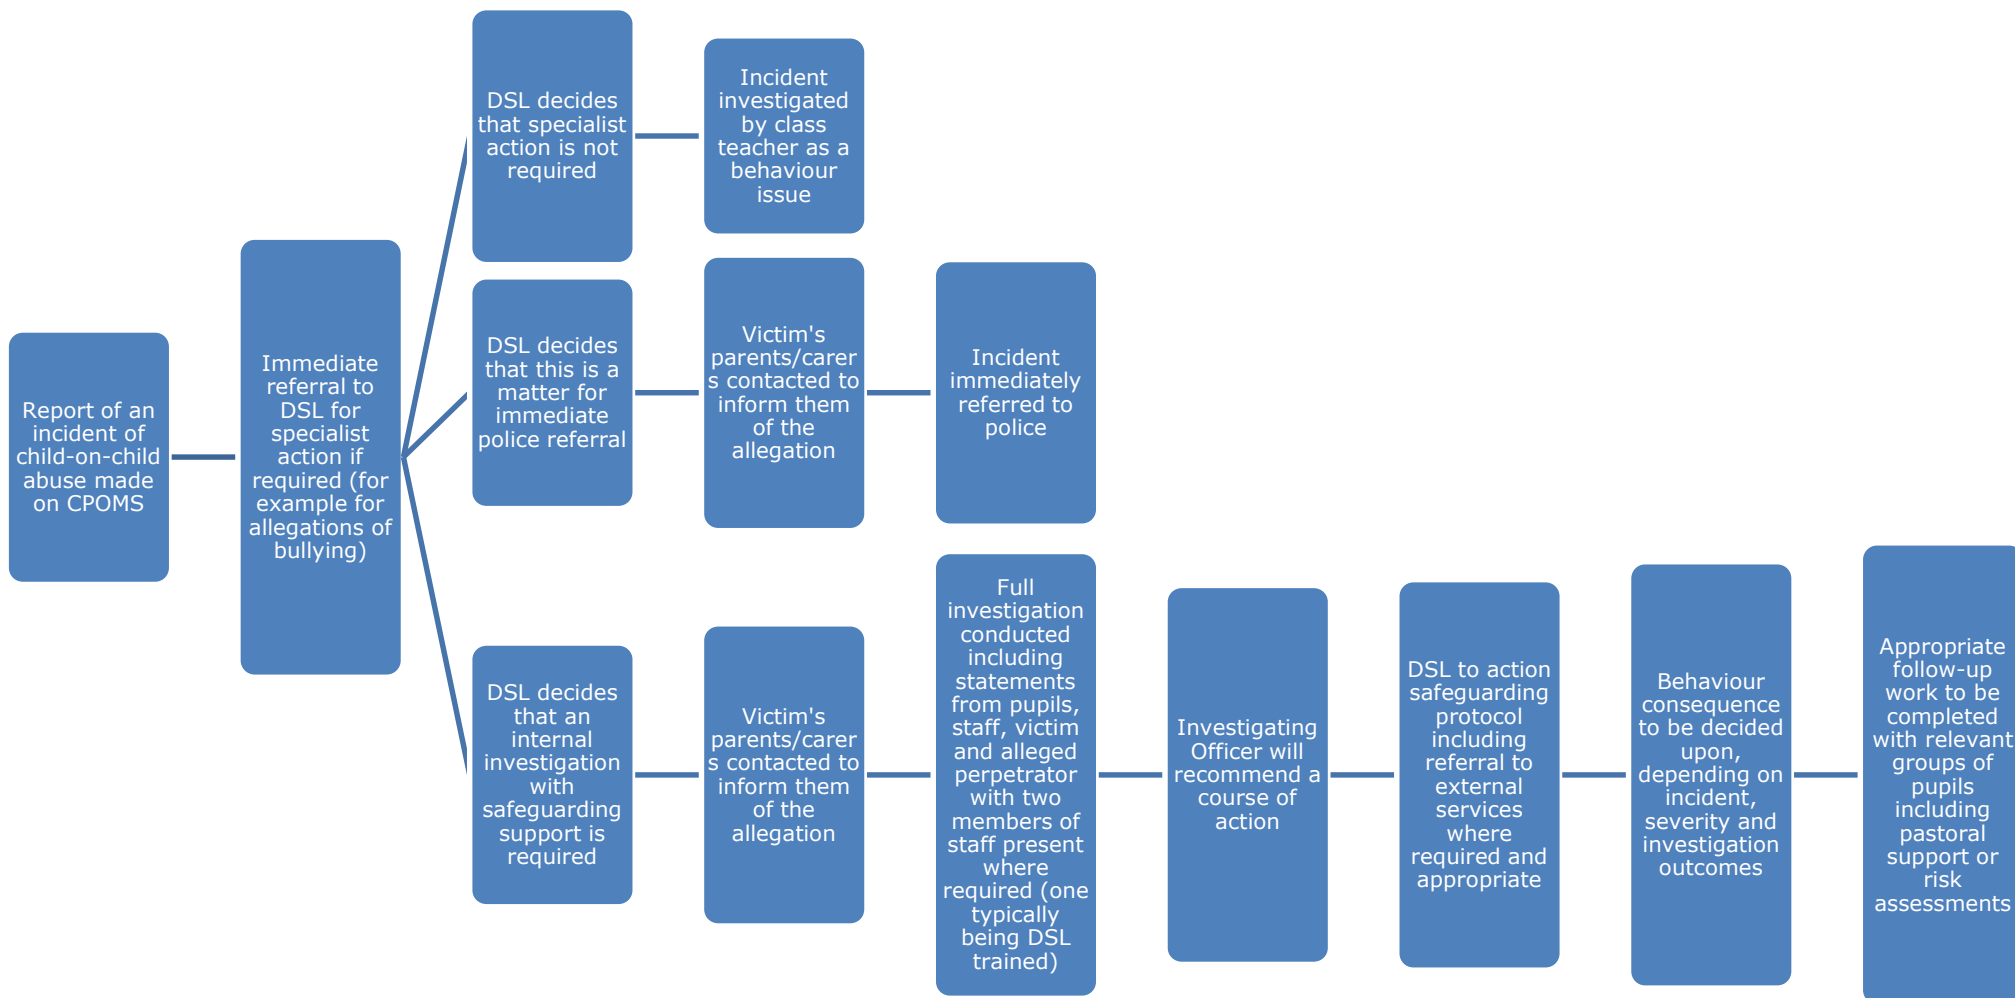 Report of an
incident of
child-on-child
abuse made
on CPOMS
Immediate
referral to
DSL for
specialist
action if
required (for
example for
allegations of
bullying)
DSL decides
that specialist
action is not
required
Incident
investigated
by class
teacher as a
behaviour
issue
DSL decides
that this is a
matter for
immediate
police referral
Victim's
parents/carer
s contacted to
inform them
of the
allegation
Incident
immediately
referred to
police
DSL decides
that an
internal
investigation
with
safeguarding
support is
required
Victim's
parents/carer
s contacted to
inform them
of the
allegation
Full
investigation
conducted
including
statements
from pupils,
staff, victim
and alleged
perpetrator
with two
members of
staff present
where
required (one
typically
being DSL
trained)
Investigating
Officer will
recommend a
course of
action
DSL to action
safeguarding
protocol
including
referral to
external
services
where
required and
appropriate
Behaviour
consequence
to be decided
upon,
depending on
incident,
severity and
investigation
outcomes
Appropriate
follow-up
work to be
completed
with relevant
groups of
pupils
including
pastoral
support or
risk
assessments